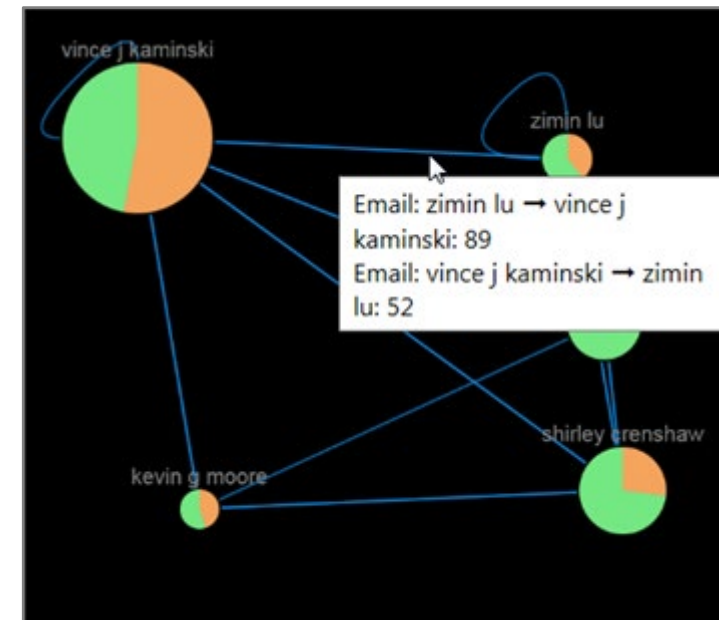 vince j kaminski
zimin lu
Email: zimin lu → vince j
kaminski: 89
Email: vince j kaminski → zimin
lu: 52
shirley crenshaw
kevin g moore